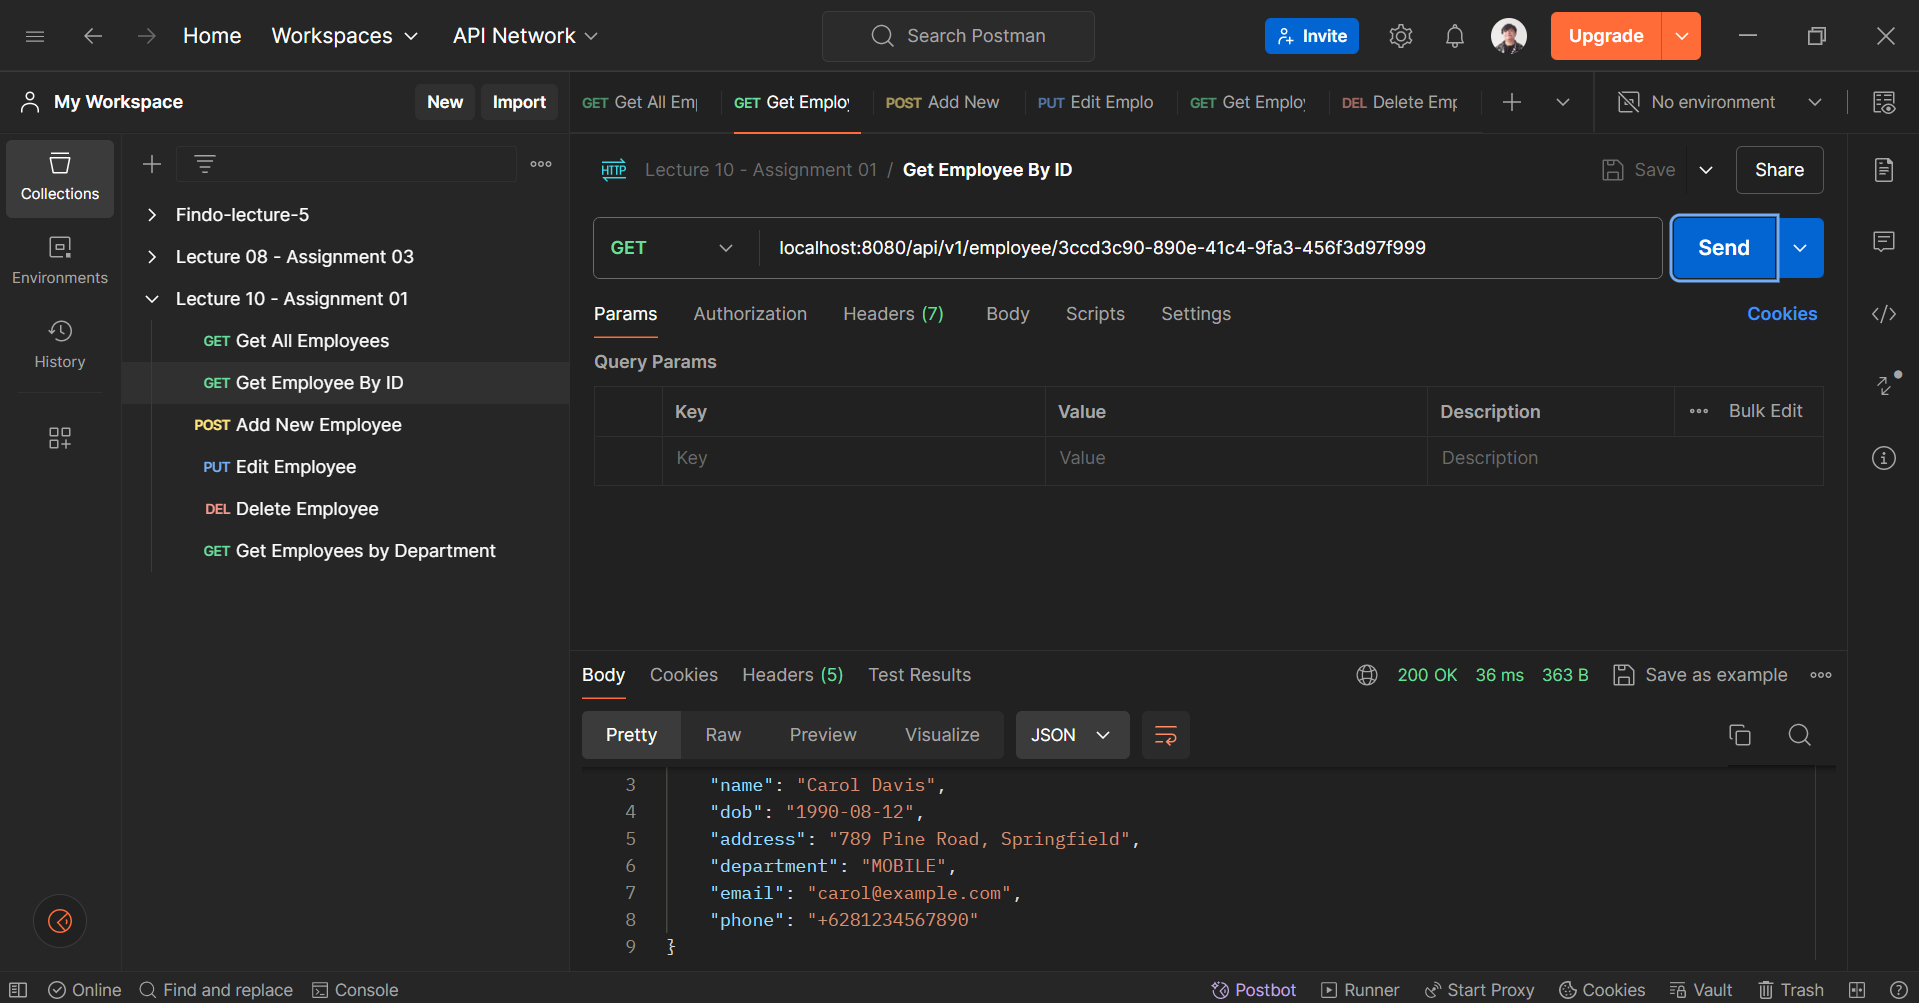 Home Workspaces API Network Search Postman Invite Upgrade
My Workspace New Import GET Get All Emp GET Get Employ POST Add New PUT Edit Emplo GET Get Employ DEL Delete Emp No environment
Collections
Environments
History
Findo-lecture-5
Lecture 08 - Assignment 03
Lecture 10 - Assignment 01
GET Get All Employees
GET Get Employee By ID
POST Add New Employee
PUT Edit Employee
DEL Delete Employee
GET Get Employees by Department
HTTP Lecture 10 - Assignment 01 / Get Employee By ID Save Share
GET localhost:8080/api/v1/employee/3ccd3c90-890e-41c4-9fa3-456f3d97f999 Send
Params Authorization Headers (7) Body Scripts Settings Cookies
Query Params
Key Value Description Bulk Edit
Key Value Description
Body Cookies Headers (5) Test Results 200 OK 36 ms 363 B Save as example
Pretty Raw Preview Visualize JSON
3 "name": "Carol Davis",
4 "dob": "1990-08-12",
5 "address": "789 Pine Road, Springfield",
6 "department": "MOBILE",
7 "email": "carol@example.com",
8 "phone": "+6281234567890"
9 }
Online Find and replace Console Postbot Runner Start Proxy Cookies Vault Trash